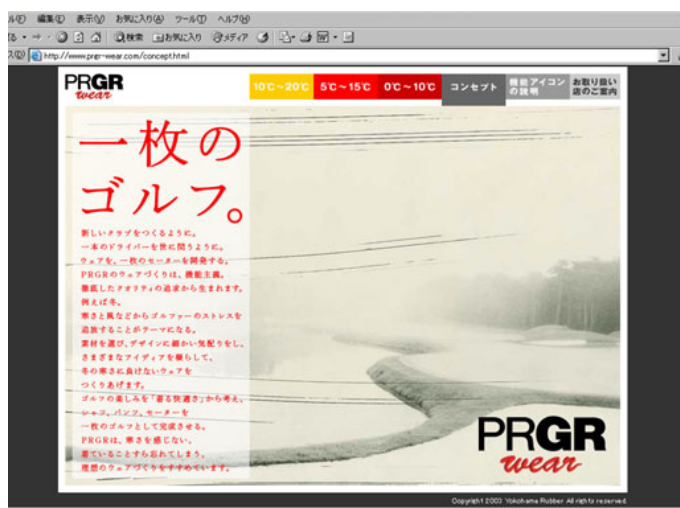 ル(F) 編集(E) 表示(V) お気に入り(A) ツール(T) ヘルプ(H)
検索 お気に入り メディア
http://www.prgr-wear.com/concept.html
PRGR
wear
10℃~20℃ 5℃~15℃ 0℃~10℃ コンセプト 機能アイコンの説明 お取り扱い店のご案内
一枚の
ゴルフ。
新しいクラブをつくるように。
一本のドライバーを世に問うように。
ウェアを、一枚のセーターを開発する。
PRGRのウェアづくりは、機能主義。
徹底したクオリティの追求から生まれます。
例えば冬。
寒さと風などからゴルファーのストレスを
追放することがテーマになる。
素材を選び、デザインに細かい気配りをし、
さまざまなアイディアを凝らして、
冬の寒さに負けないウェアを
つくりあげます。
ゴルフの楽しみを「着る快適さ」から考え、
シャツ、パンツ、セーターを
一枚のゴルフとして完成させる。
PRGRは、寒さを感じない、
着ていることすら忘れてしまう、
理想のウェアづくりをすすめています。
PRGR
wear
Copyright 2003 Yokohama Rubber All rights reserved.